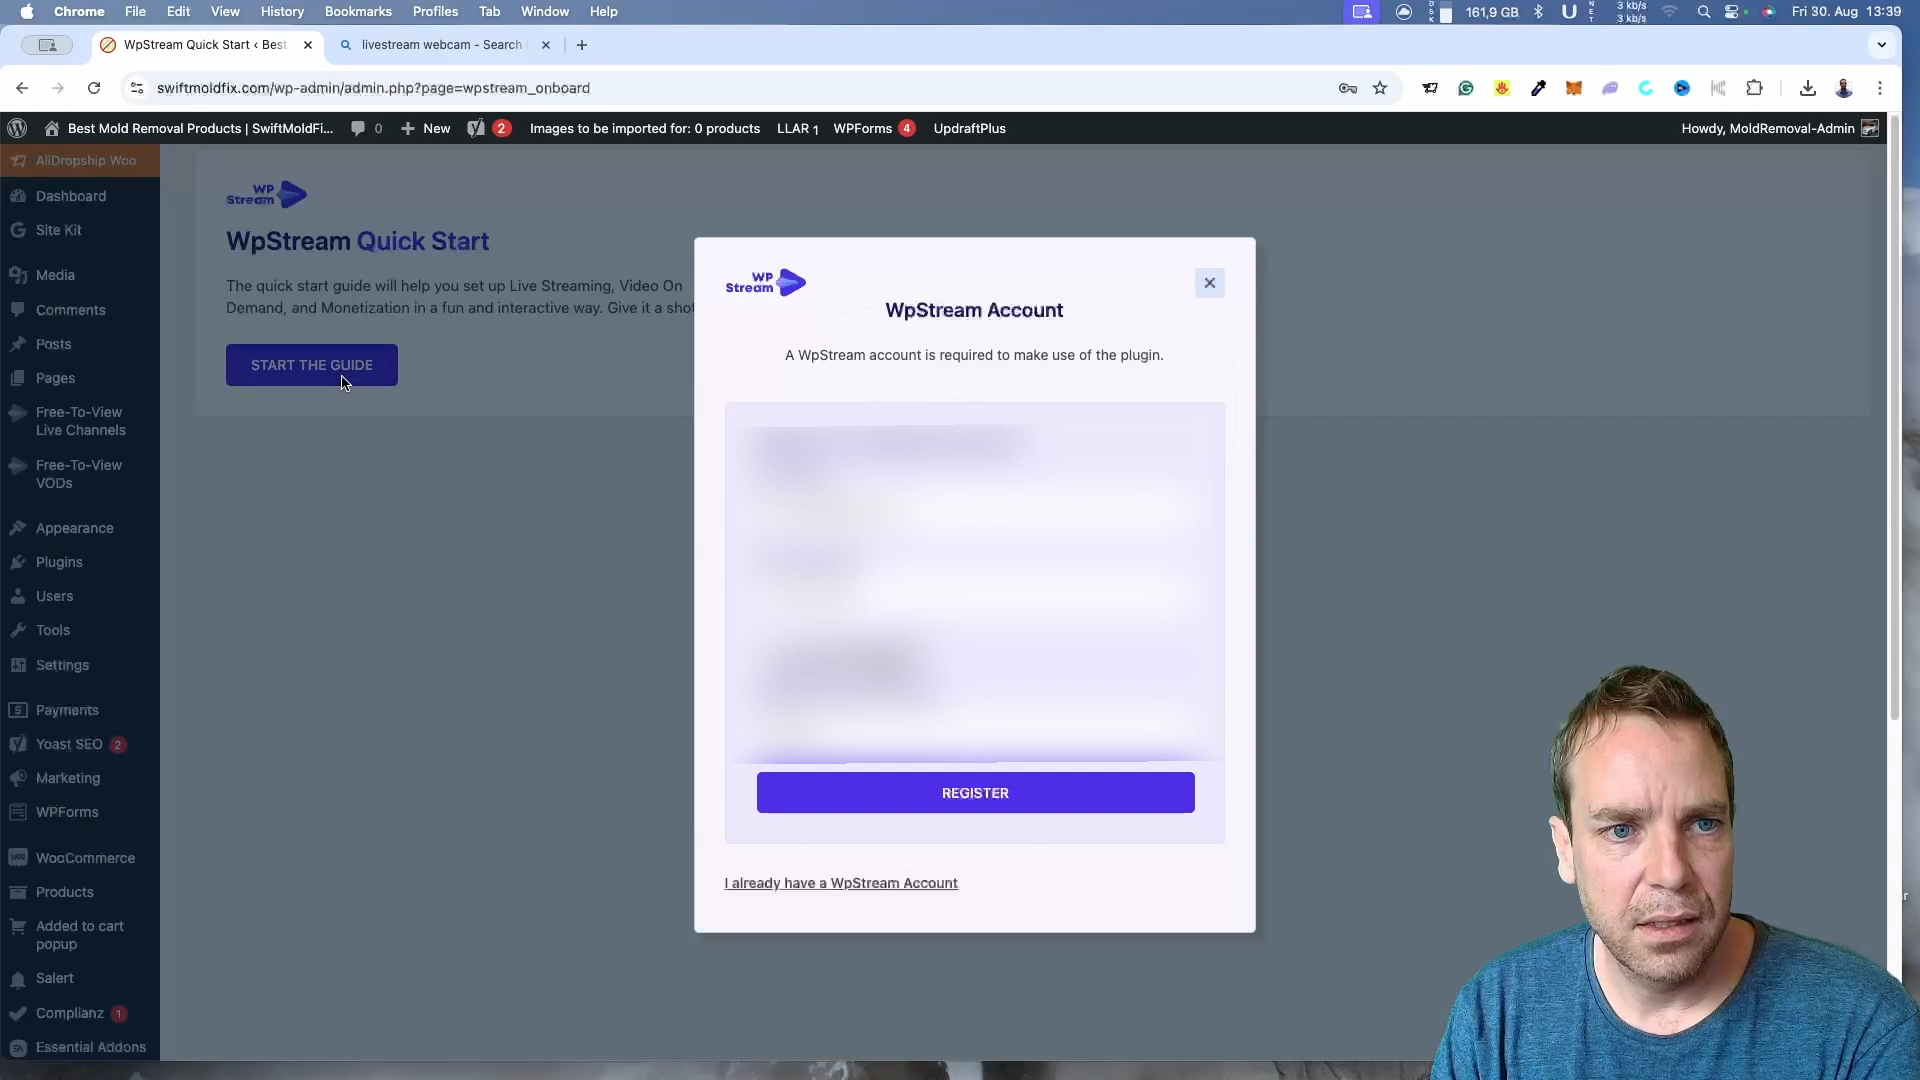 Chrome File Edit View History Bookmarks Profiles Tab Window Help
161,9 GB 3 kb/s 3 kb/s Fri 30. Aug 13:39
WpStream Quick Start ‹ Best
livestream webcam - Search
swiftmoldfix.com/wp-admin/admin.php?page=wpstream_onboard
Best Mold Removal Products | SwiftMoldFi... 0 New 2 Images to be imported for: 0 products LLAR 1 WPForms 4 UpdraftPlus Howdy, MoldRemoval-Admin
AliDropship Woo
Dashboard
Site Kit
Media
Comments
Posts
Pages
Free-To-View
Live Channels
Free-To-View
VODs
Appearance
Plugins
Users
Tools
Settings
Payments
Yoast SEO 2
Marketing
WPForms
WooCommerce
Products
Added to cart
popup
Salert
Complianz 1
Essential Addons
WP
Stream
WpStream Quick Start
The quick start guide will help you set up Live Streaming, Video On
Demand, and Monetization in a fun and interactive way. Give it a shot
START THE GUIDE
WP
Stream
WpStream Account
A WpStream account is required to make use of the plugin.
REGISTER
I already have a WpStream Account